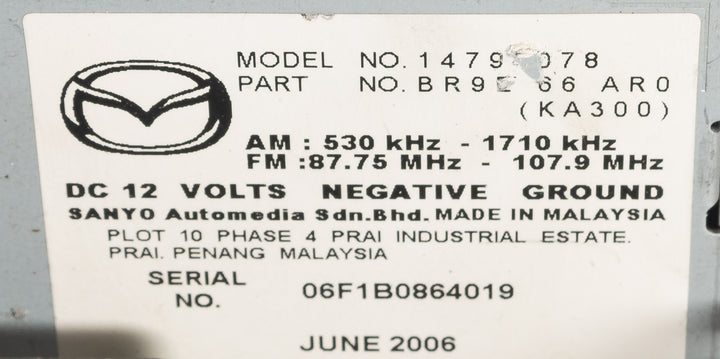 MODEL NO.
PART NO. AR0
(KA300)
AM : 530 kHz - 1710 kHz
FM :87.75 MHz - 107.9 MHz
DC 12 VOLTS NEGATIVE GROUND
SANYO Automedia Sdn.Bhd. MADE IN MALAYSIA
PLOT 10 PHASE 4 PRAI INDUSTRIAL ESTATE.
PRAI. PENANG MALAYSIA
SERIAL
NO. 06F1B0864019
JUNE 2006